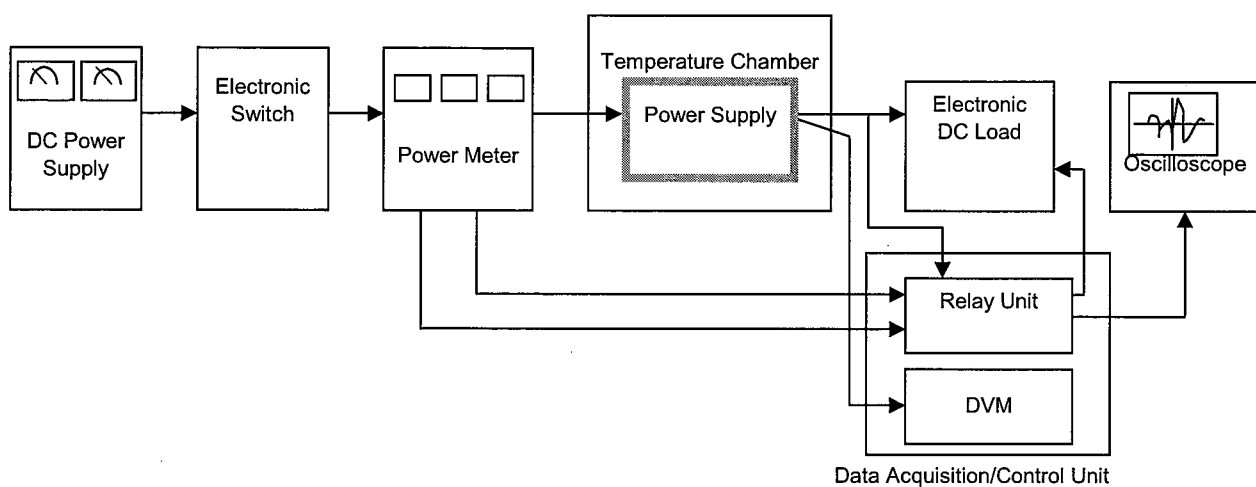 DC Power
Supply
Electronic
Switch
Power Meter
Temperature Chamber
Power Supply
Electronic
DC Load
Oscilloscope
Relay Unit
DVM
Data Acquisition/Control Unit